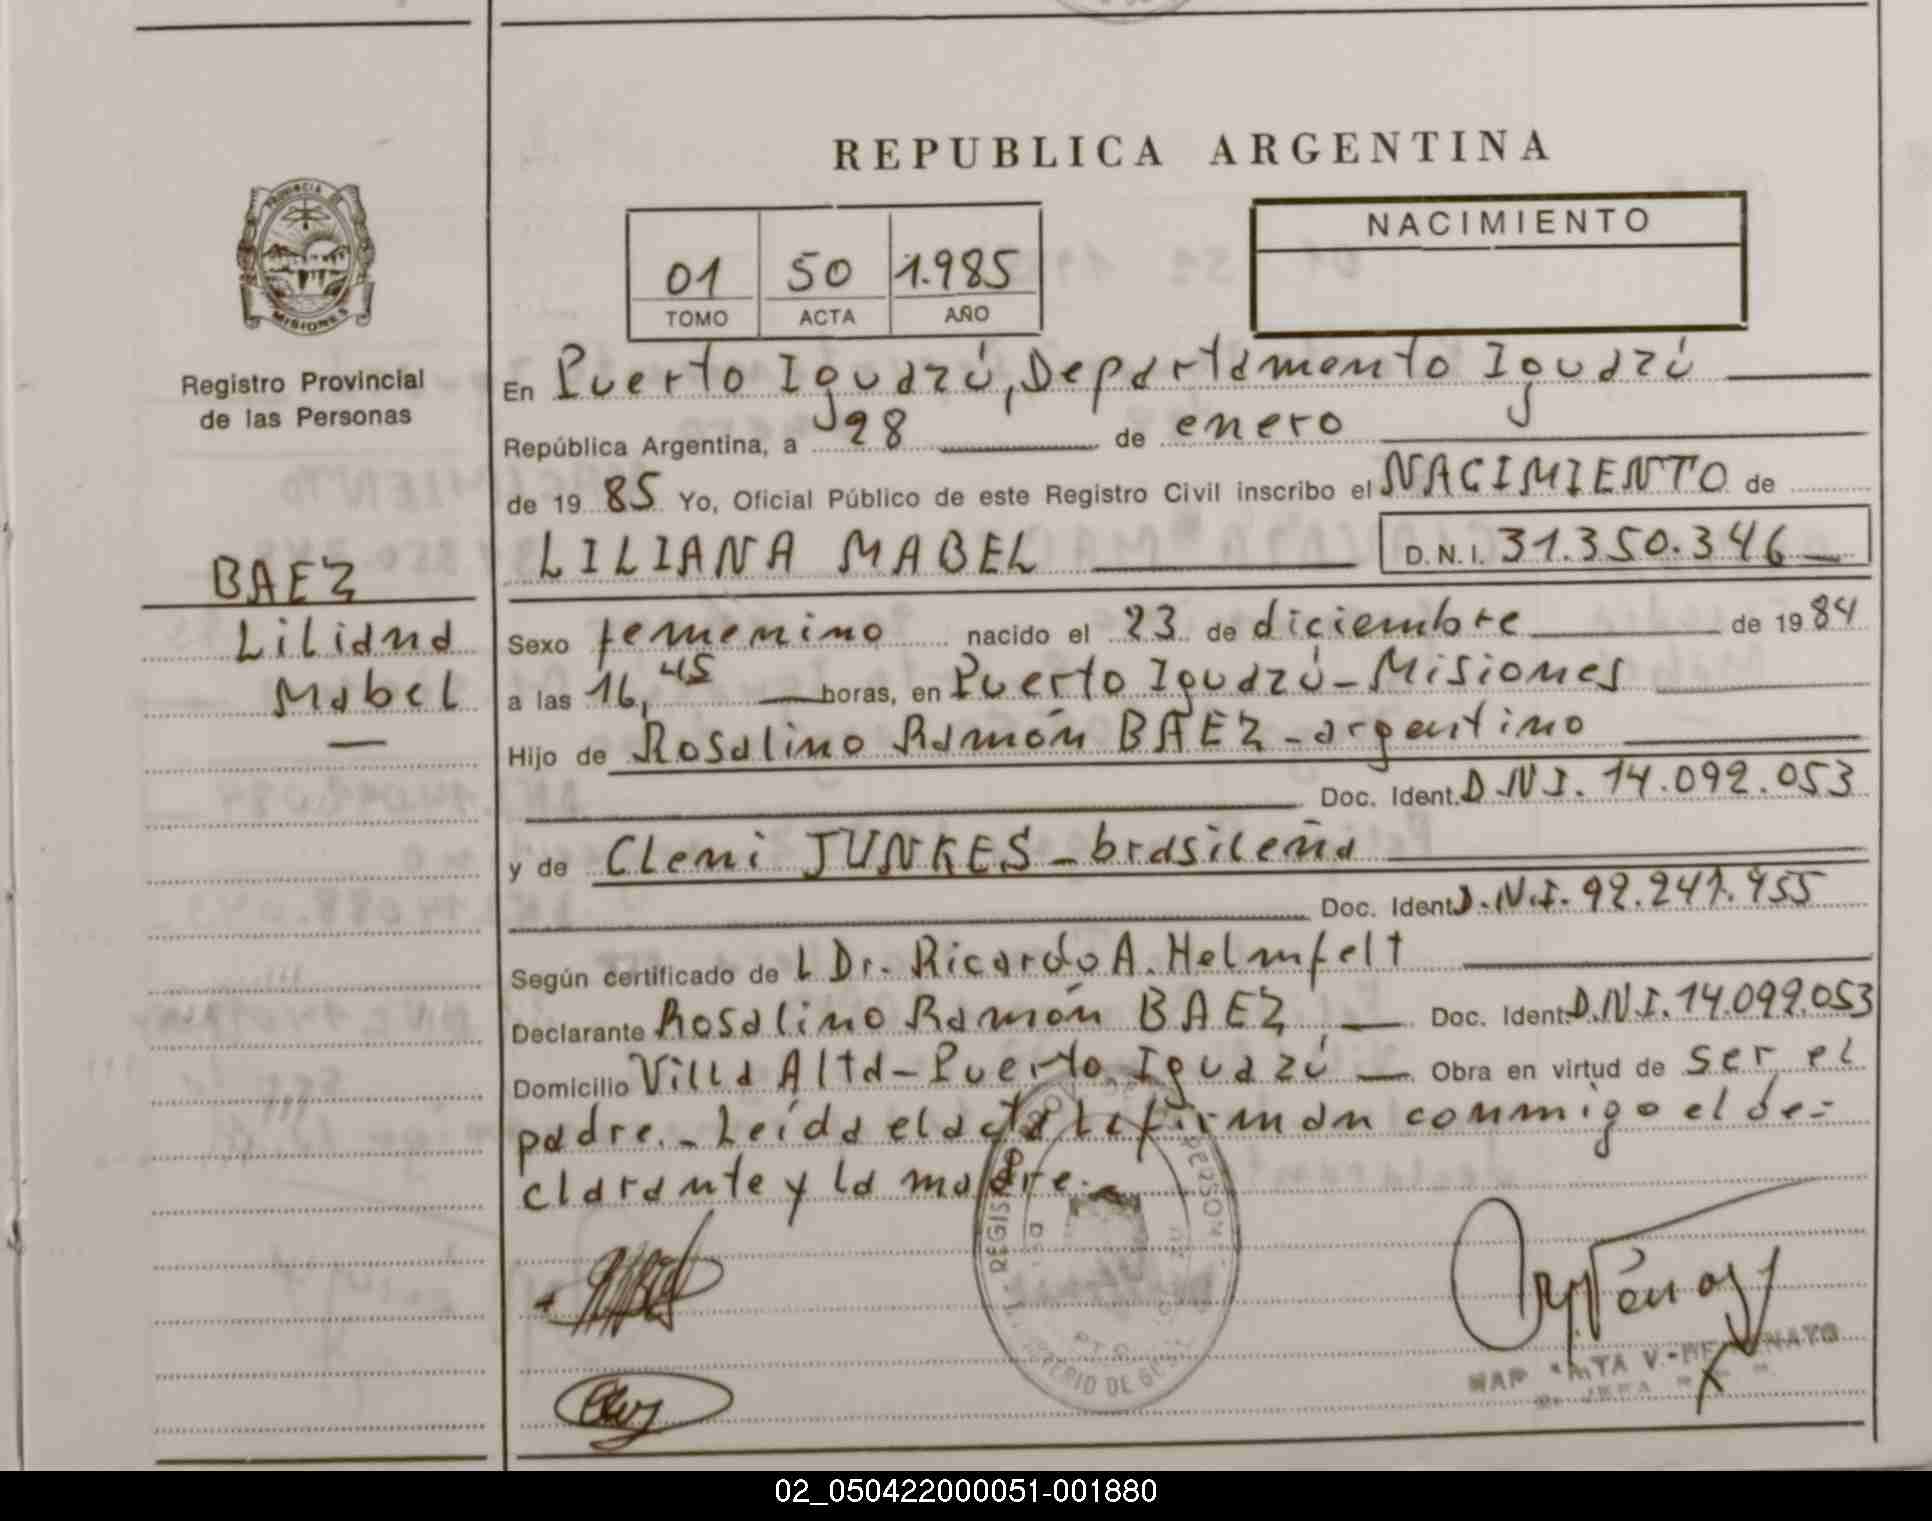 REPUBLICA ARGENTINA
PROVINCIA DE
MISIONES
Registro Provincial
de las Personas
BAEZ
Liliana
Mabel
01 50 1.985
TOMO ACTA AÑO
NACIMIENTO
En Puerto Iguazú, Departamento Iguazú
República Argentina, a 28 de enero
de 19 85 Yo, Oficial Público de este Registro Civil inscribo el NACIMIENTO de
LILIANA MABEL D.N.I. 31.350.346
Sexo femenino nacido el 23 de diciembre de 19 84
a las 16,45 horas, en Puerto Iguazú - Misiones
Hijo de Rosalino Ramón BAEZ - argentino
Doc. Ident. D.N.I. 14.092.053
y de Cleni JUNKES - brasileña
Doc. Ident. D.N.I. 92.241.955
Según certificado de l Dr. Ricardo A. Helmfelt
Declarante Rosalino Ramón BAEZ Doc. Ident. D.N.I. 14.092.053
Domicilio Villa Alta - Puerto Iguazú Obra en virtud de ser el
padre. - Leída el acta la firman conmigo el de=
clarante y la madre. -
02_050422000051-001880